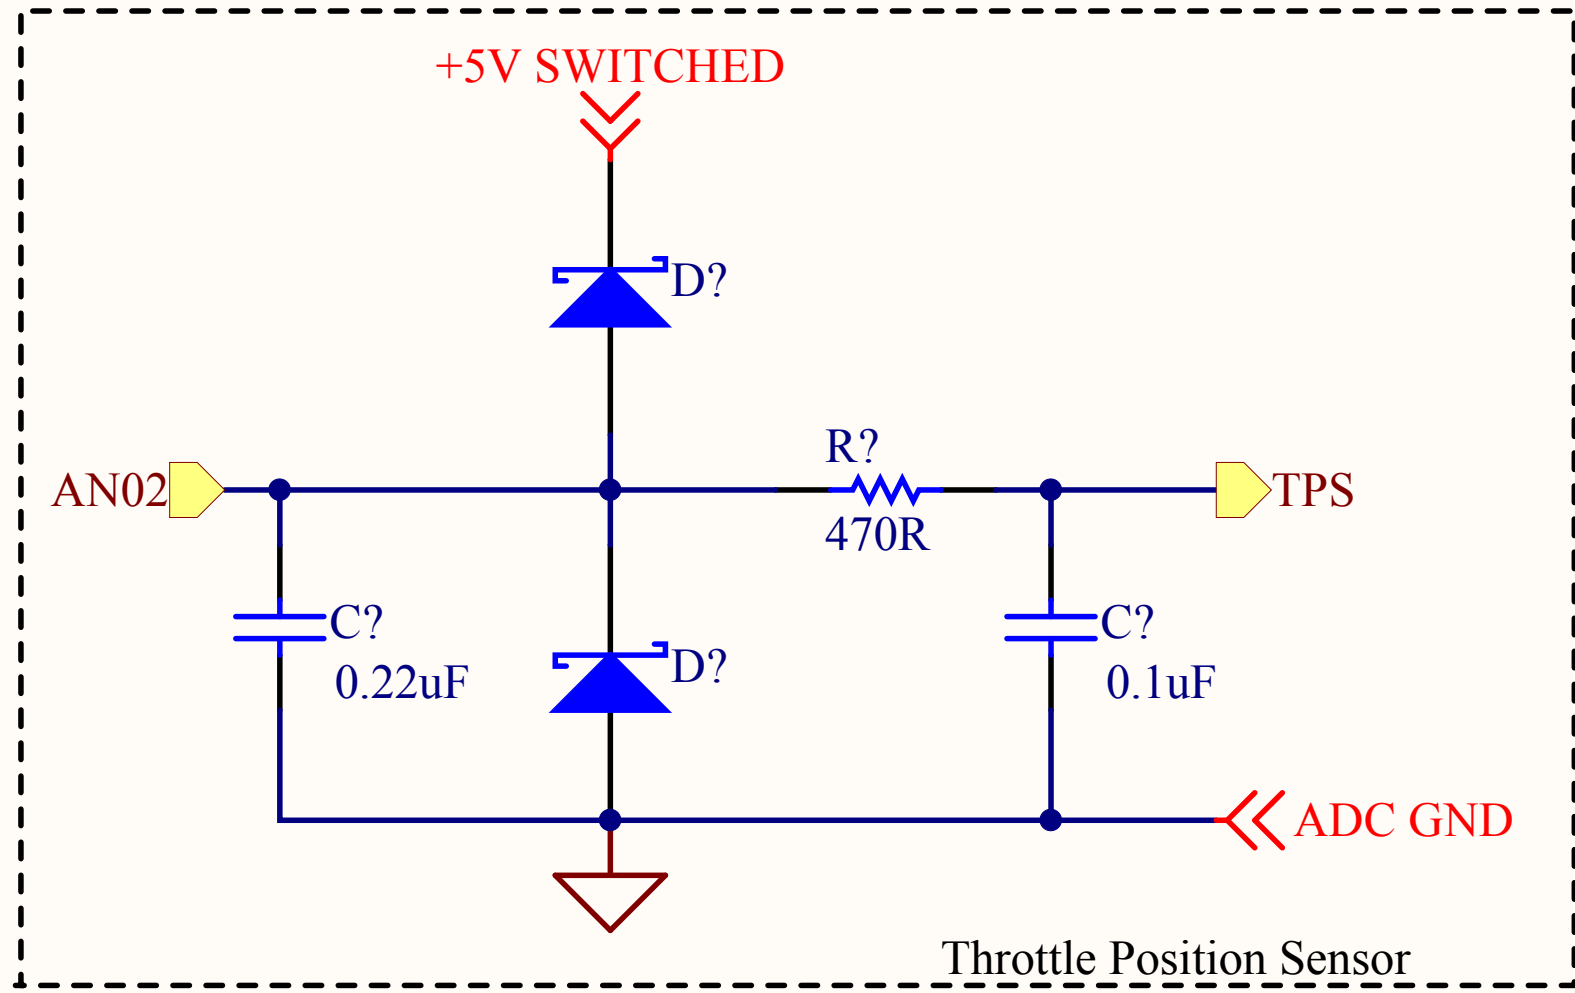 +5V SWITCHED
D?
R?
AN02
TPS
470R
C?
0.22uF
D?
C?
0.1uF
ADC GND
Throttle Position Sensor